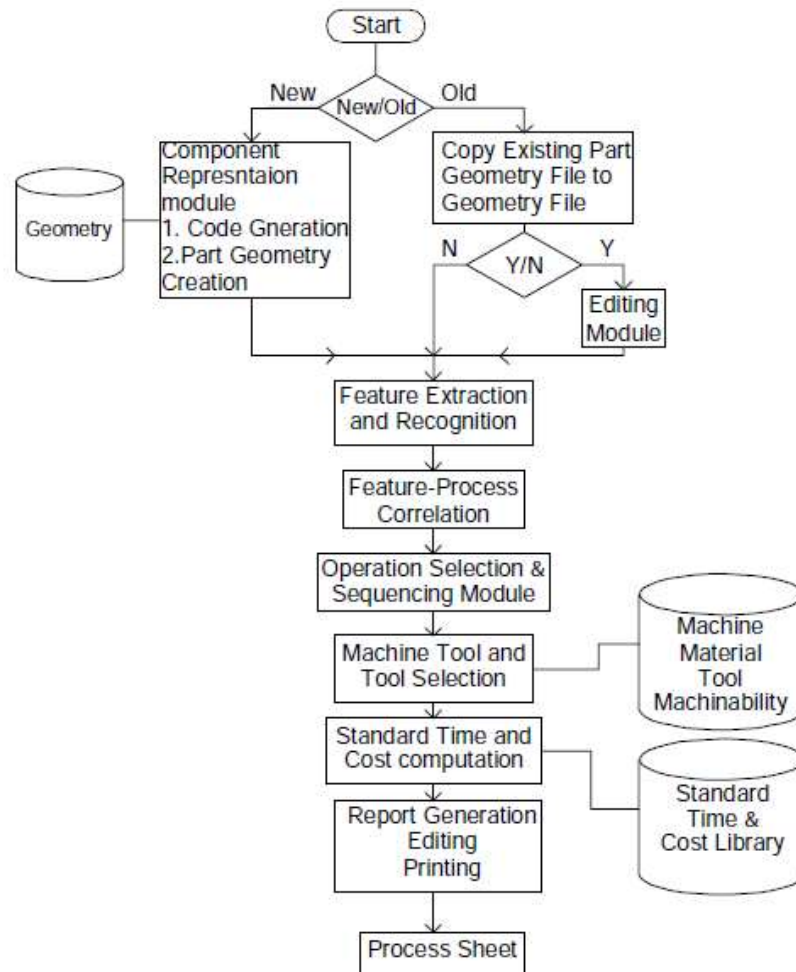 Start
New
New/Old
Old
Component
Represntaion
module
1. Code Gneration
2.Part Geometry
Creation
Geometry
Copy Existing Part
Geometry File to
Geometry File
N
Y/N
Y
Editing
Module
Feature Extraction
and Recognition
Feature-Process
Correlation
Operation Selection &
Sequencing Module
Machine Tool and
Tool Selection
Machine
Material
Tool
Machinability
Standard Time and
Cost computation
Standard
Time &
Cost Library
Report Generation
Editing
Printing
Process Sheet